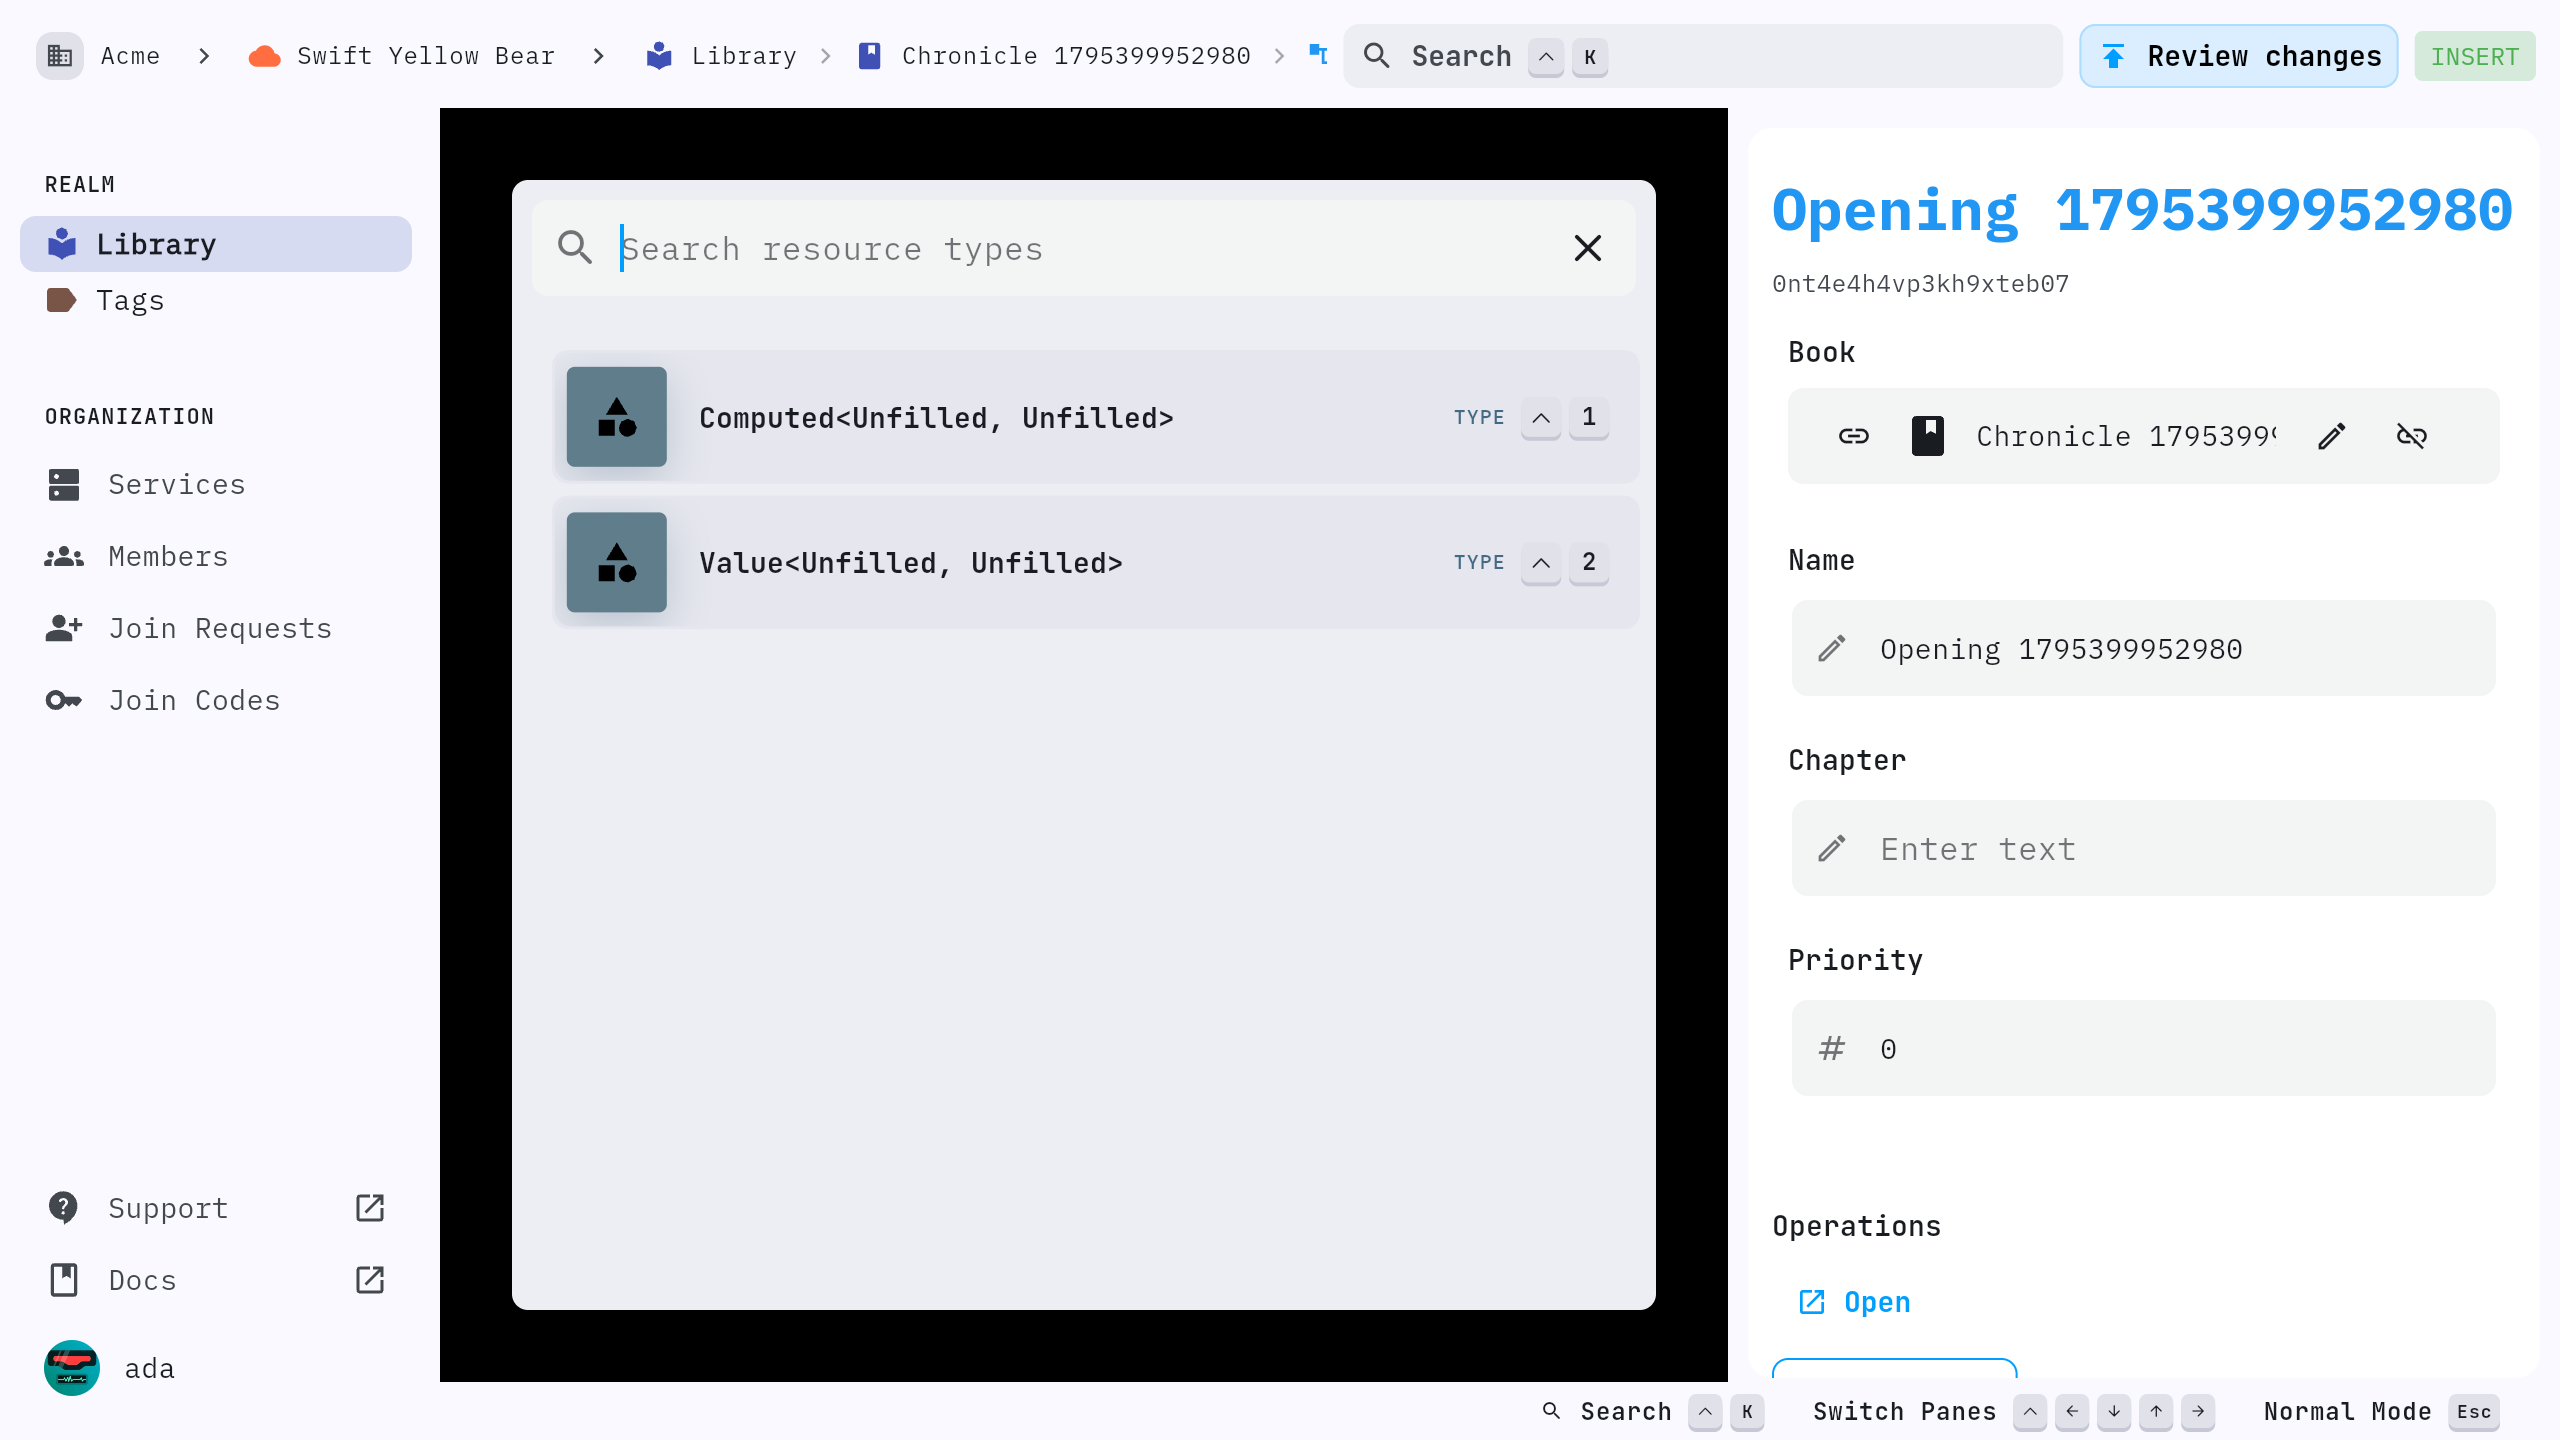 Acme
Swift Yellow Bear
Library
Chronicle 1795399952980
Search
K
Review changes
INSERT
REALM
Library
Tags
ORGANIZATION
Services
Members
Join Requests
Join Codes
Support
Docs
ada
Search resource types
Computed<Unfilled, Unfilled>
TYPE
1
Value<Unfilled, Unfilled>
TYPE
2
Opening 1795399952980
0nt4e4h4vp3kh9xteb07
Book
Chronicle 1795399
Name
Opening 1795399952980
Chapter
Enter text
Priority
0
Operations
Open
Search
K
Switch Panes
Normal Mode
Esc